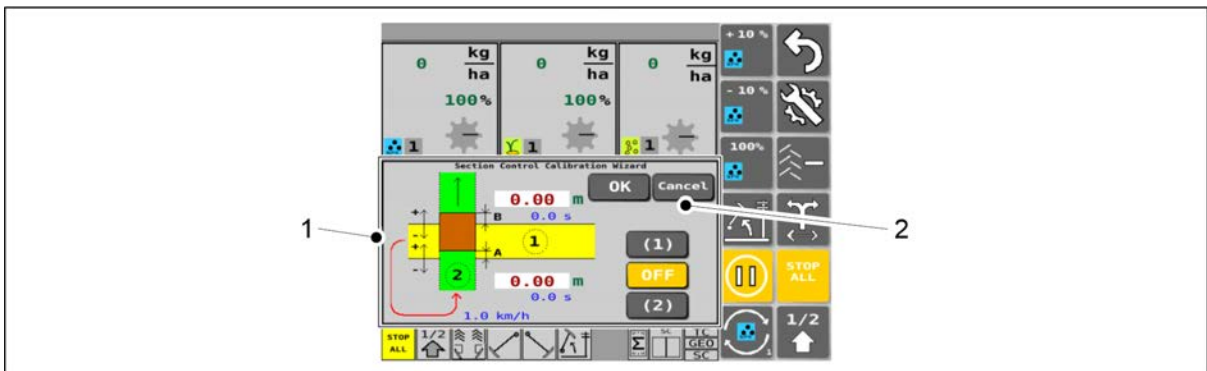 +10 %
0 kg/ha 0 kg/ha 0 kg/ha
100% 100%
- 10 %
1 1 1
100%
Section Control Calibration Wizard
OK Cancel
0.00 m
+ B 0.0 s
1 - 1 (1) 2
+ A
- 2 0.00 m OFF STOP ALL
0.0 s
1.0 km/h (2)
STOP ALL 1/2 Σ SC TC GEO SC 1 1/2